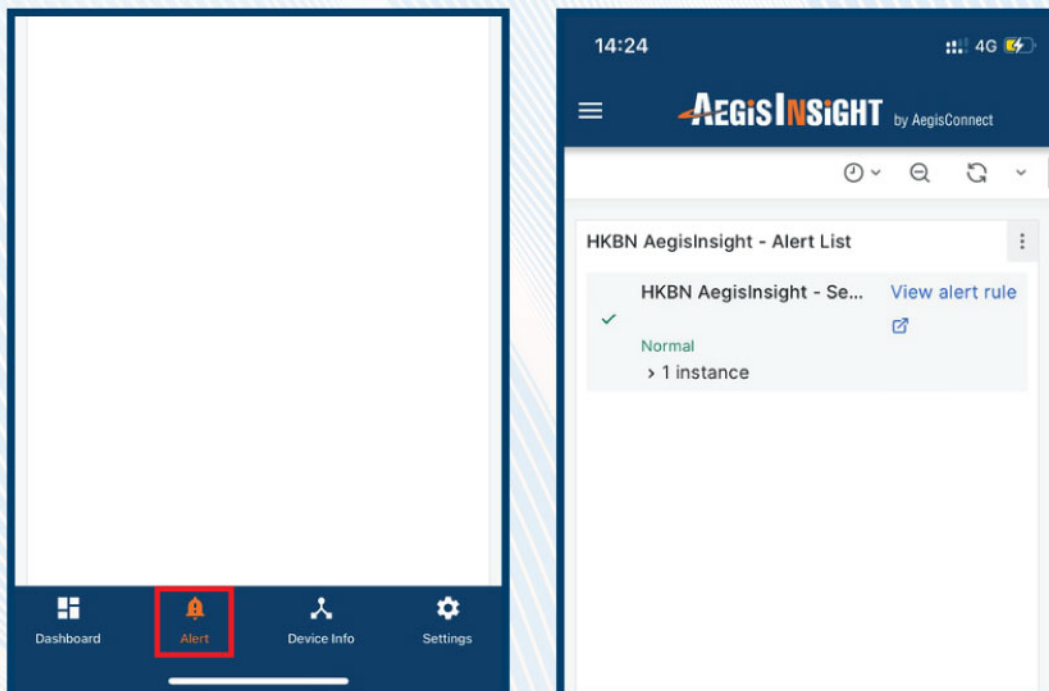 Dashboard
Alert
Device Info
Settings
14:24
4G
AEGISINSIGHT by AegisConnect
HKBN AegisInsight - Alert List
HKBN AegisInsight - Se... View alert rule
Normal
1 instance